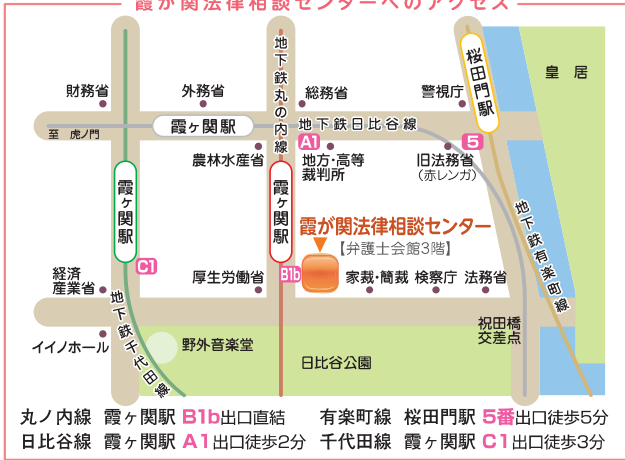 霞が関法律相談センターへのアクセス
財務省
外務省
地下鉄丸の内線
総務省
警視庁
桜田門駅
皇居
至 虎ノ門
霞ヶ関駅
地下鉄日比谷線
A1
5
農林水産省
地方・高等
裁判所
旧法務省
(赤レンガ)
霞ヶ関駅
霞ヶ関駅
霞が関法律相談センター
【弁護士会館3階】
地下鉄有楽町線
C1
B1b
経済
産業省
厚生労働省
家裁・簡裁
検察庁
法務省
地下鉄千代田線
祝田橋
交差点
イイノホール
野外音楽堂
日比谷公園
丸ノ内線 霞ヶ関駅 B1b出口直結
有楽町線 桜田門駅 5番出口徒歩5分
日比谷線 霞ヶ関駅 A1出口徒歩2分
千代田線 霞ヶ関駅 C1出口徒歩3分